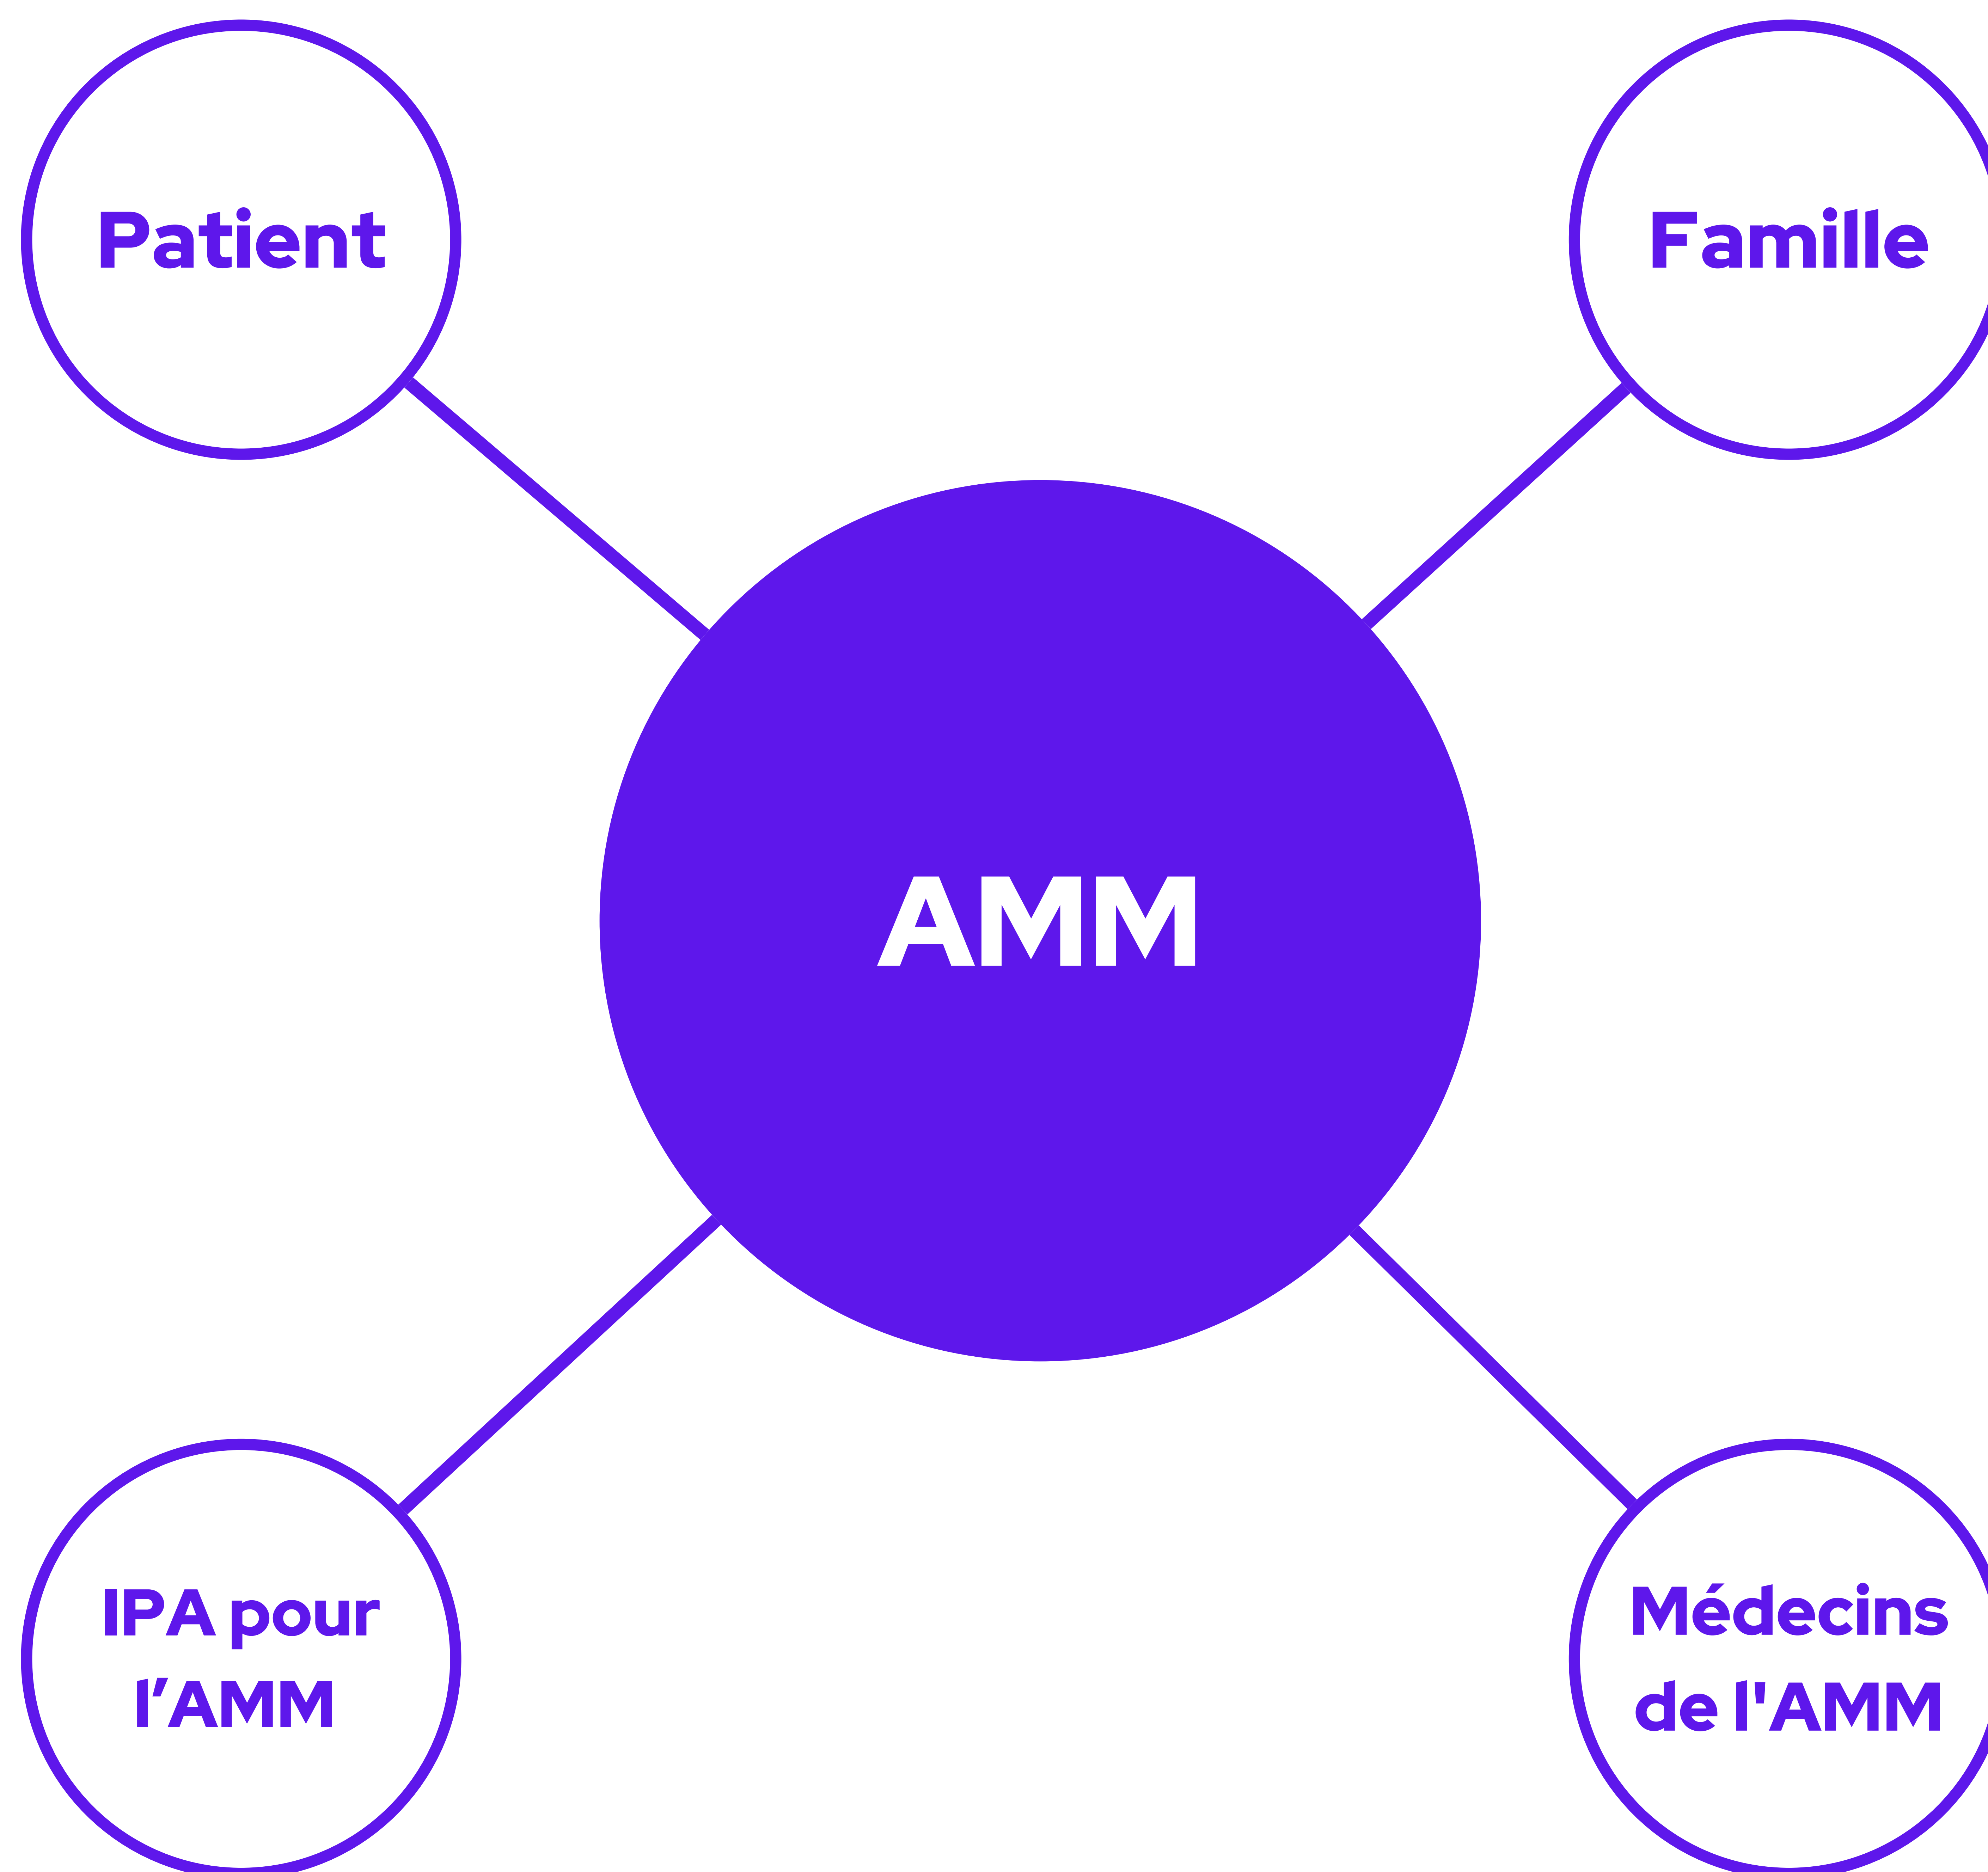 Patient
Famille
AMM
IPA pour
l’AMM
Médecins
de l'AMM